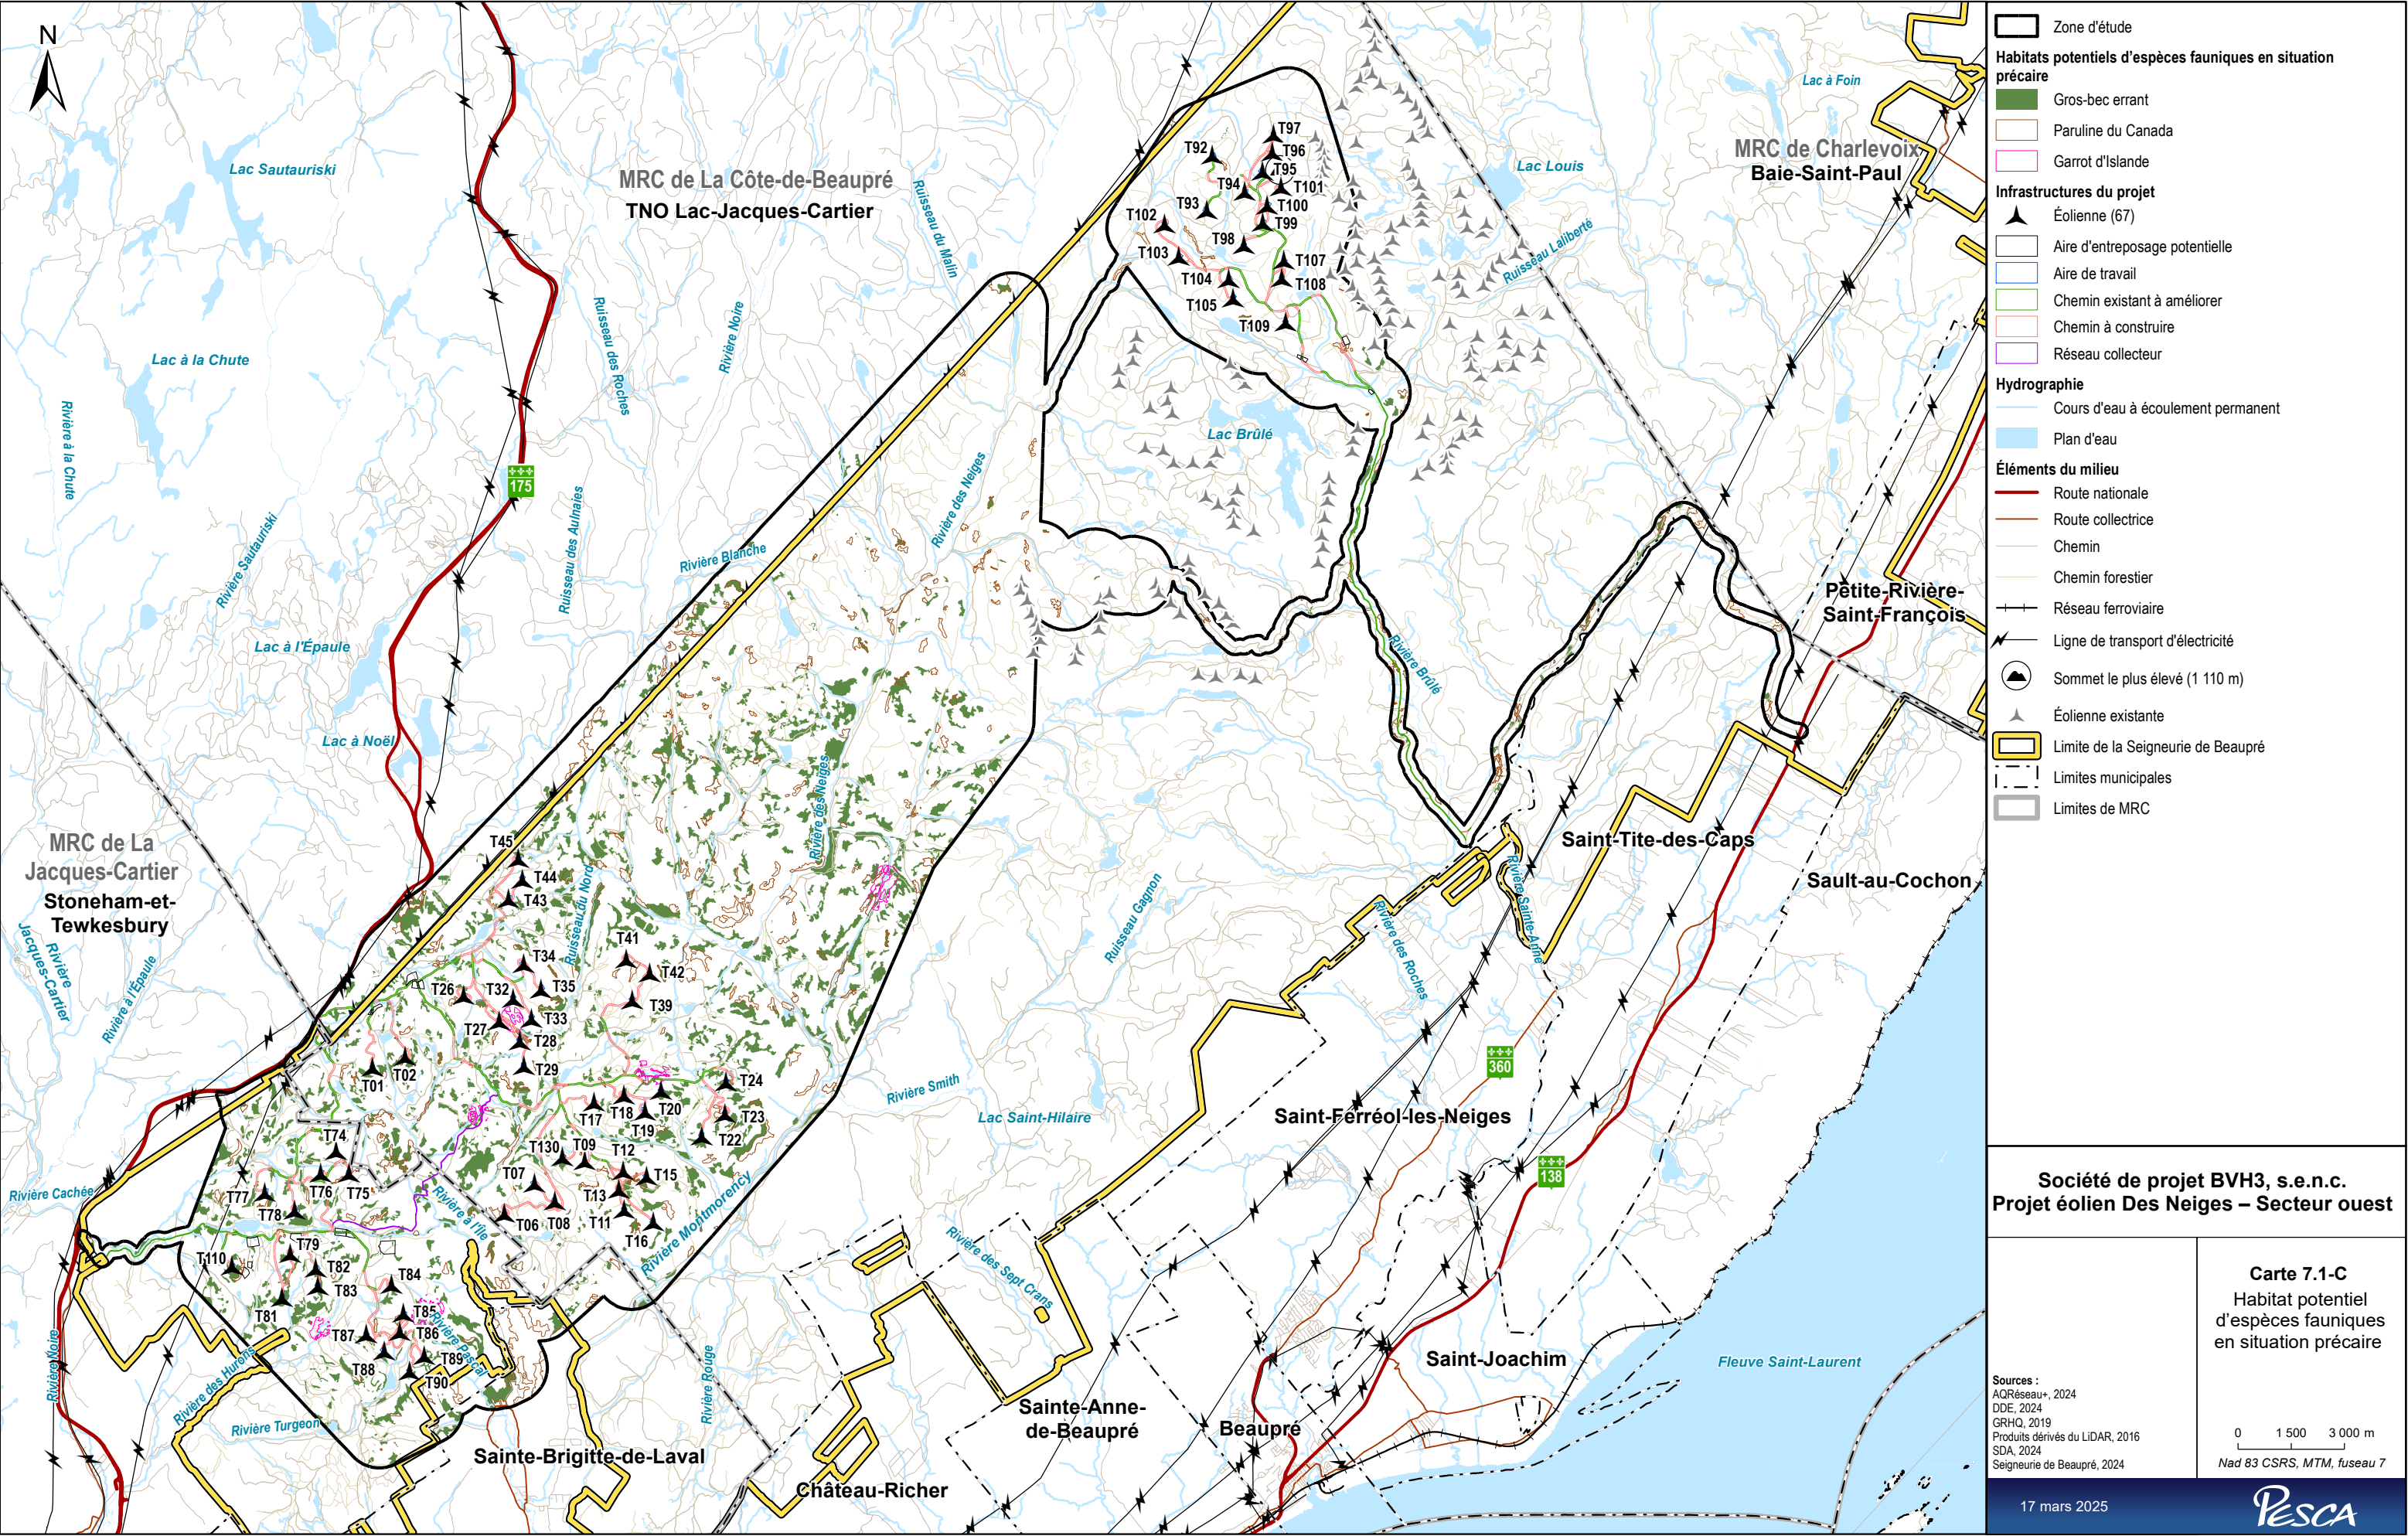 N
Lac Sautauriski
MRC de La Côte-de-Beaupré
TNO Lac-Jacques-Cartier
Ruisseau du Malin
Lac à Foin
Lac Louis
MRC de Charlevoix
Baie-Saint-Paul
Ruisseau Laliberté
T97
T92
T96
T95
T94
T101
T93
T100
T102
T99
T98
T103
T107
T104
T108
T105
T109
Lac à la Chute
Rivière à la Chute
Ruisseau des Roches
Rivière Noire
175
Lac Brûlé
Rivière des Neiges
Rivière Sautauriski
Ruisseau des Aulnaies
Rivière Blanche
Lac à l'Épaule
Lac à Noël
Rivière Brûlé
Petite-Rivière-
Saint-François
Rivière des Neiges
MRC de La
Jacques-Cartier
Stoneham-et-
Tewkesbury
Rivière
Jacques-Cartier
Rivière à l'Épaule
T45
T44
T43
Ruisseau du Nord
T41
T34
T42
T26
T32
T35
T39
T27
T33
T28
T29
T01
T02
T24
T18
T20
T17
T23
T19
T22
Saint-Tite-des-Caps
Sault-au-Cochon
Rivière Sainte-Anne
Rivière des Roches
Ruisseau Gagnon
Rivière Smith
Lac Saint-Hilaire
360
Saint-Ferréol-les-Neiges
138
T74
T130
T09
T12
T07
T15
T76
T75
T77
T13
T78
T06
T08
T11
T16
Rivière Cachée
Rivière à l'Île
Rivière Montmorency
Rivière des Sept Crans
T79
T110
T82
T84
T83
T81
T85
T87
T86
T88
T89
T90
Rivière Pascal
Rivière Noire
Rivière des Hurons
Rivière Turgeon
Rivière Rouge
Sainte-Brigitte-de-Laval
Château-Richer
Sainte-Anne-
de-Beaupré
Beaupré
Saint-Joachim
Fleuve Saint-Laurent
Zone d'étude
Habitats potentiels d'espèces fauniques en situation
précaire
Gros-bec errant
Paruline du Canada
Garrot d'Islande
Infrastructures du projet
Éolienne (67)
Aire d'entreposage potentielle
Aire de travail
Chemin existant à améliorer
Chemin à construire
Réseau collecteur
Hydrographie
Cours d'eau à écoulement permanent
Plan d'eau
Éléments du milieu
Route nationale
Route collectrice
Chemin
Chemin forestier
Réseau ferroviaire
Ligne de transport d'électricité
Sommet le plus élevé (1 110 m)
Éolienne existante
Limite de la Seigneurie de Beaupré
Limites municipales
Limites de MRC
Société de projet BVH3, s.e.n.c.
Projet éolien Des Neiges – Secteur ouest
Carte 7.1-C
Habitat potentiel
d'espèces fauniques
en situation précaire
Sources :
AQRéseau+, 2024
DDE, 2024
GRHQ, 2019
Produits dérivés du LiDAR, 2016
SDA, 2024
Seigneurie de Beaupré, 2024
0 1 500 3 000 m
Nad 83 CSRS, MTM, fuseau 7
17 mars 2025
PESCA